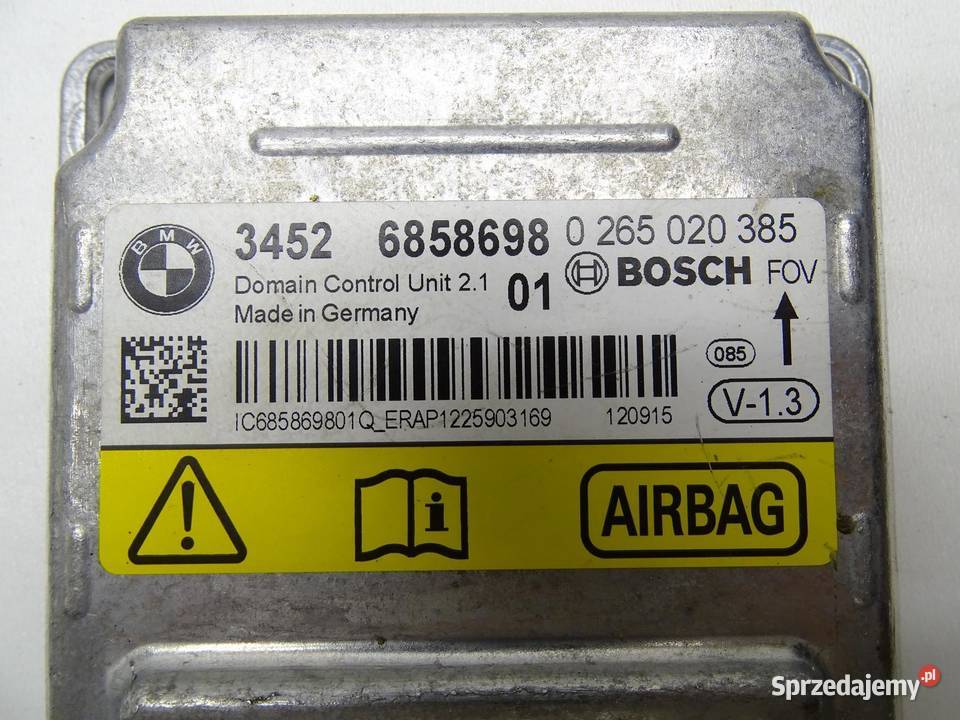 BMW
3452 6858698 0 265 020 385
Domain Control Unit 2.1 01 BOSCH FOV
Made in Germany
085
V-1.3
IC685869801Q_ERAP1225903169 120915
i
AIRBAG
Sprzedajemy.pl